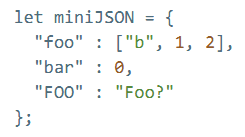 let miniJSON = {
  "foo" : ["b", 1, 2],
  "bar" : 0,
  "FOO" : "Foo?"
};